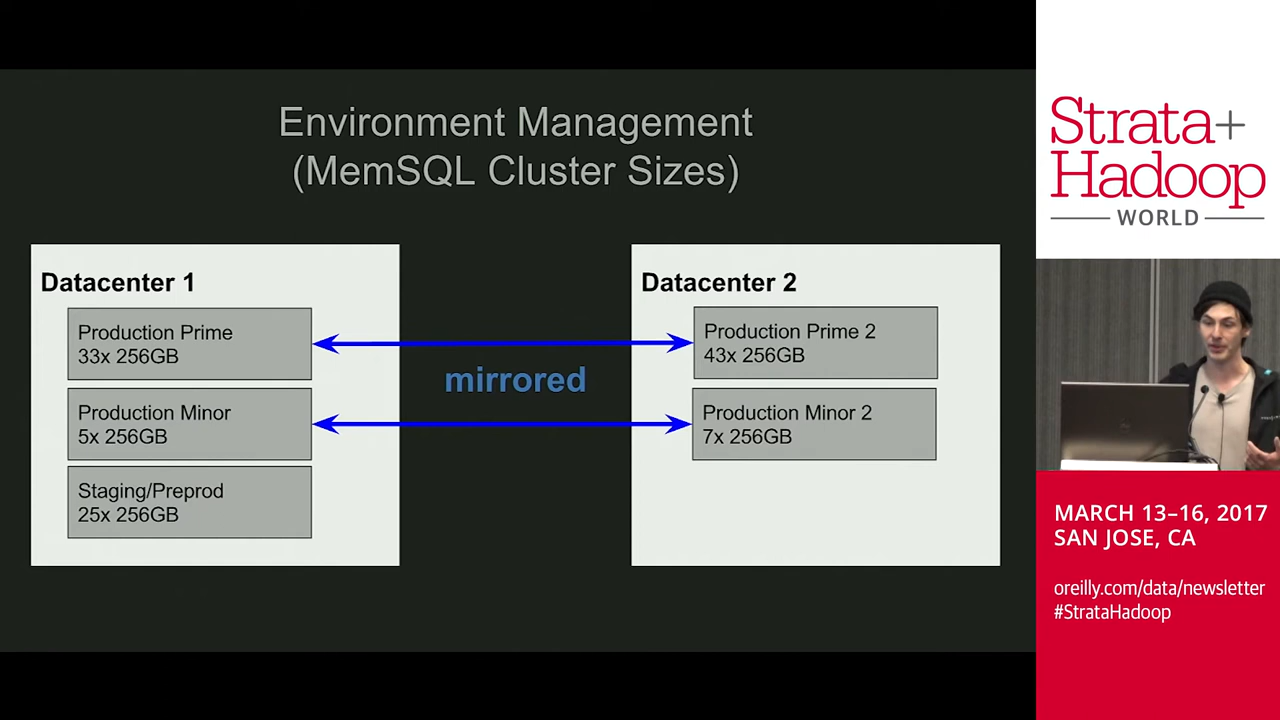 Environment Management
(MemSQL Cluster Sizes)
Datacenter 1
Production Prime
33x 256GB
Production Minor
5x 256GB
Staging/Preprod
25x 256GB
mirrored
Datacenter 2
Production Prime 2
43x 256GB
Production Minor 2
7x 256GB
Strata+
Hadoop
WORLD
MARCH 13–16, 2017
SAN JOSE, CA
oreilly.com/data/newsletter
#StrataHadoop